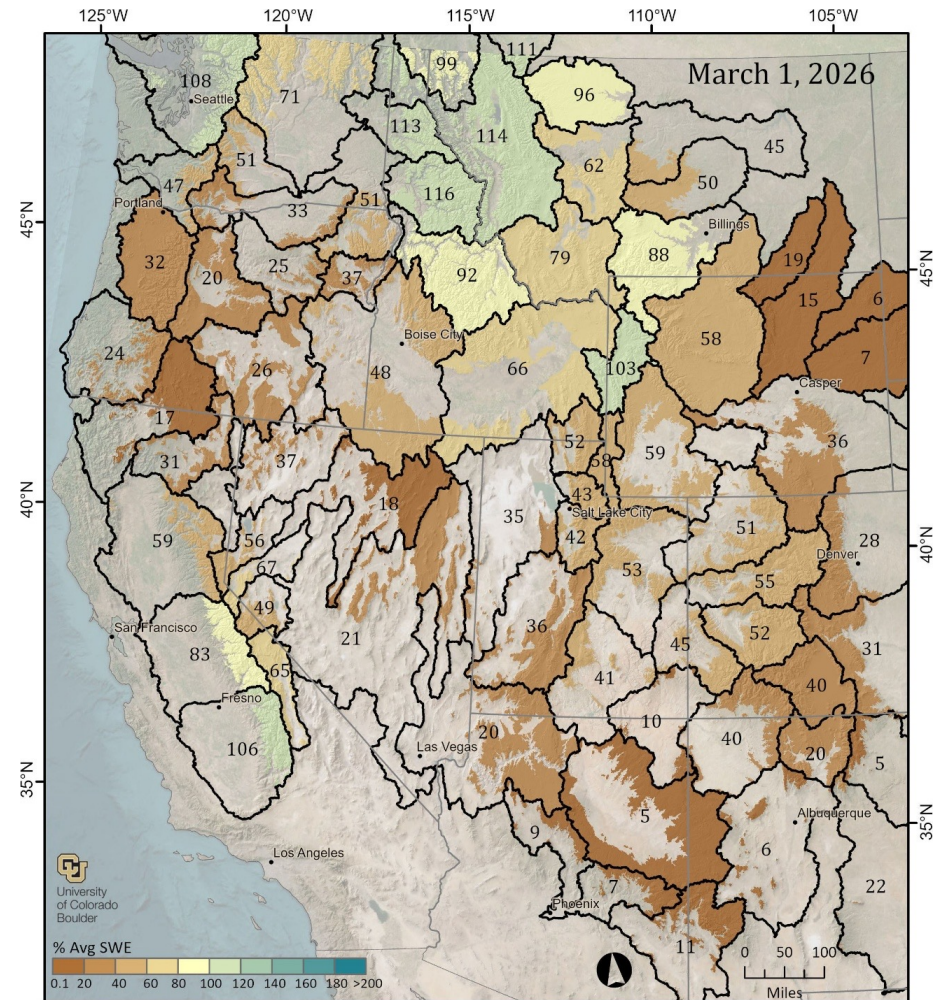 125°W 120°W 115°W 110°W 105°W
111
99
108
Seattle
71
March 1, 2026
96
113
114
45
51
62
50
47
116
51
Portland
33
45°N
Billings
32
20
25
37
92
79
88
19
45°N
15
6
58
24
Boise City
7
26
48
66
103
Casper
17
36
31
37
52
58
59
40°N
18
43
Salt Lake City
35
59
56
42
51
28
Denver
40°N
67
53
55
49
San Francisco
21
36
52
83
65
45
31
41
40
Fresno
10
106
Las Vegas
20
40
20
5
35°N
5
Albuquerque
35°N
9
6
Los Angeles
7
22
CU
University
of Colorado
Boulder
Phoenix
11
% Avg SWE
0.1 20 40 60 80 100 120 140 160 180 >200
0 50 100
Miles